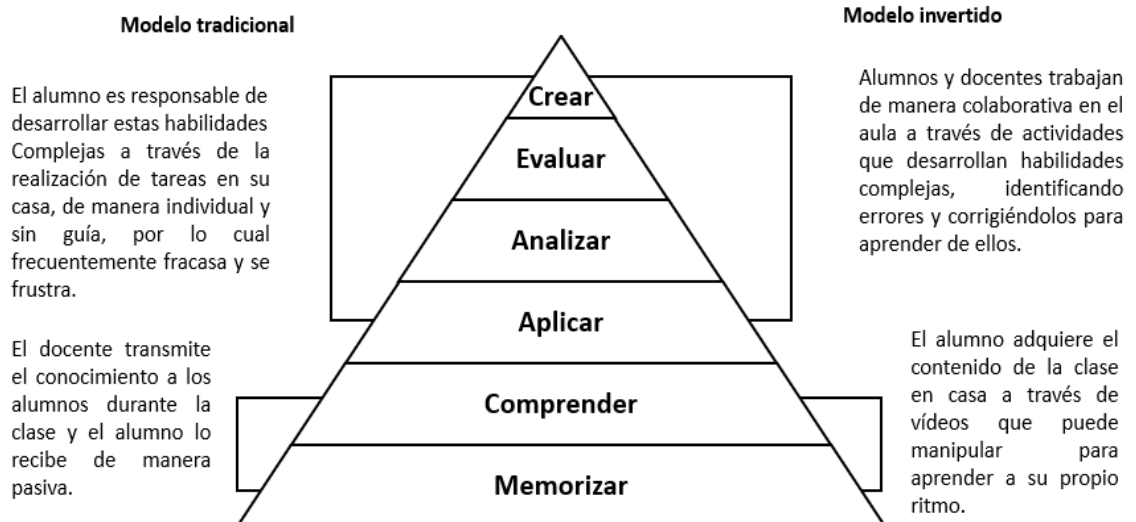 Modelo tradicional
El alumno es responsable de
desarrollar estas habilidades
Complejas a través de la
realización de tareas en su
casa, de manera individual y
sin guía, por lo cual
frecuentemente fracasa y se
frustra.
El docente transmite
el conocimiento a los
alumnos durante la
clase y el alumno lo
recibe de manera
pasiva.
Crear
Evaluar
Analizar
Aplicar
Comprender
Memorizar
Modelo invertido
Alumnos y docentes trabajan
de manera colaborativa en el
aula a través de actividades
que desarrollan habilidades
complejas, identificando
errores y corrigiéndolos para
aprender de ellos.
El alumno adquiere el
contenido de la clase
en casa a través de
vídeos que puede
manipular para
aprender a su propio
ritmo.